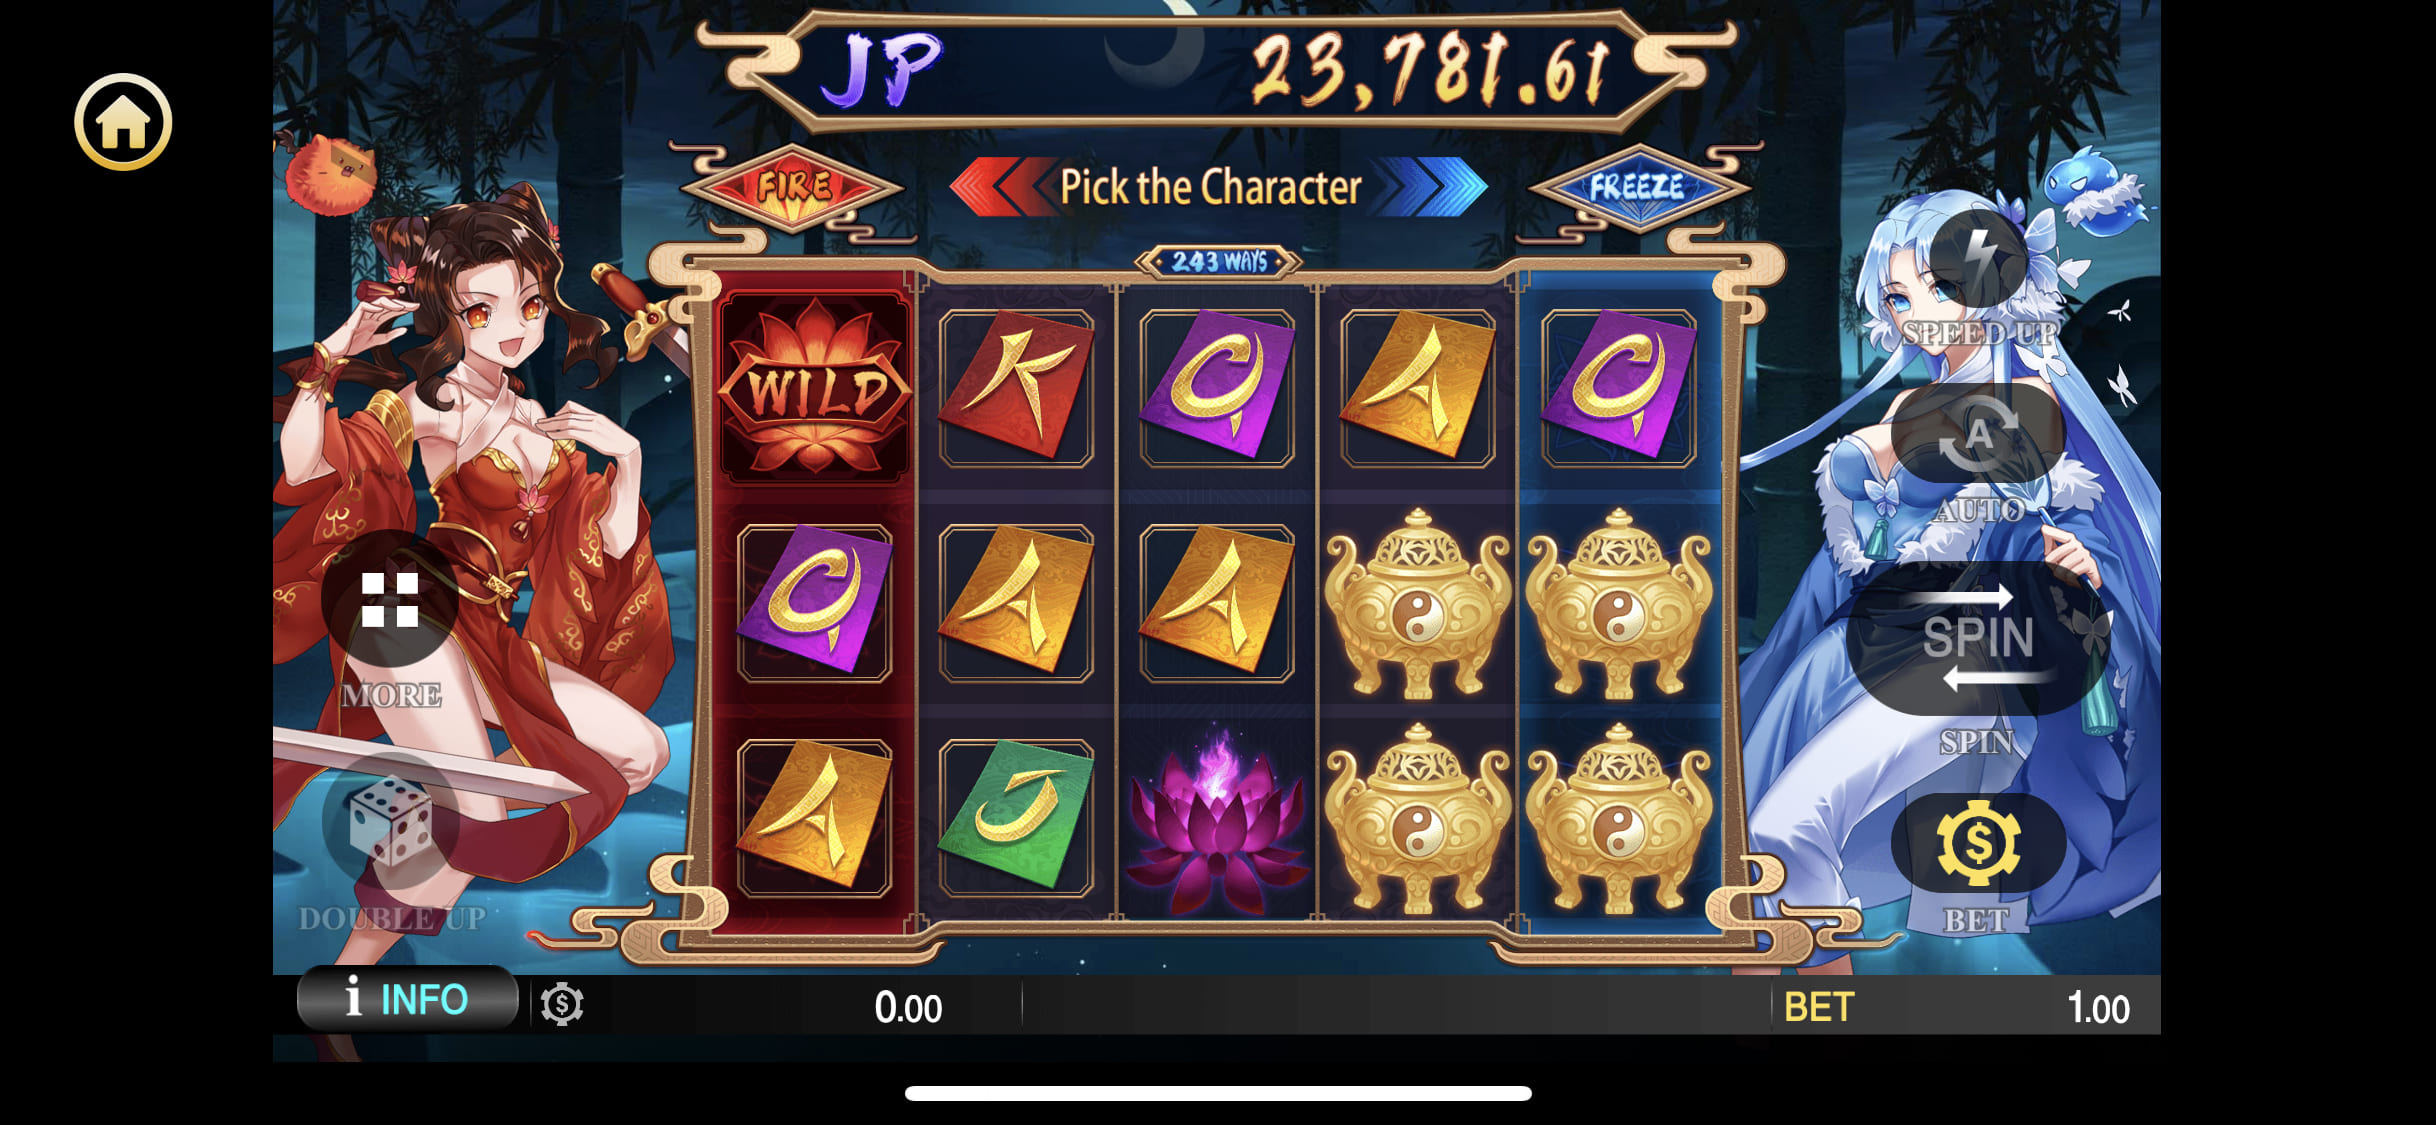 JP 23,781.61
FIRE
Pick the Character
FREEZE
243 WAYS
WILD K Q A Q
SPEED UP
Q A A
A
AUTO
SPIN
MORE
A J
SPIN
$
DOUBLE UP
BET
i INFO $ 0.00 BET 1.00